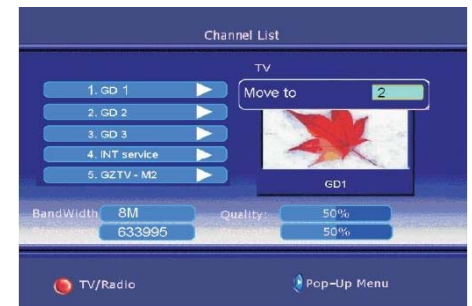 Channel List
TV
1. GD 1
2. GD 2
3. GD 3
4. INT service
5. GZTV - M2
Move to 2
GD1
BandWidth 8M
Quality: 50%
633995
50%
TV/Radio
Pop-Up Menu